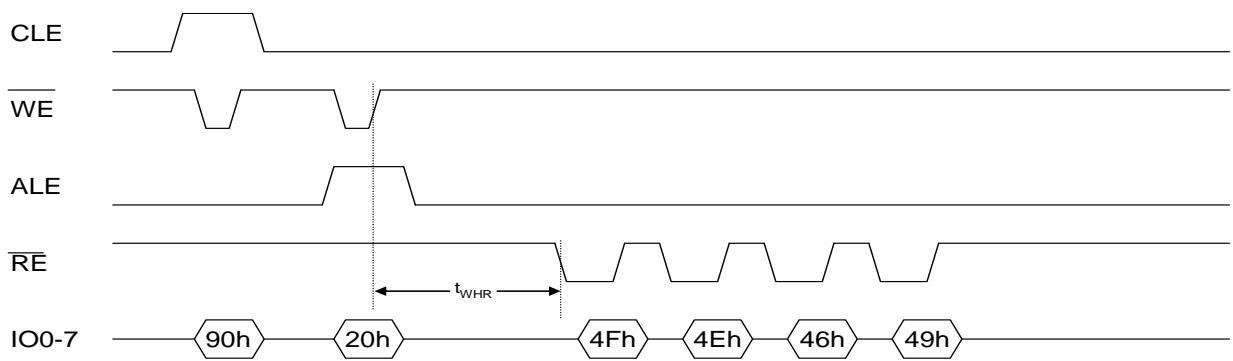 CLE
WE
ALE
RE
tWHR
IO0-7 90h 20h 4Fh 4Eh 46h 49h